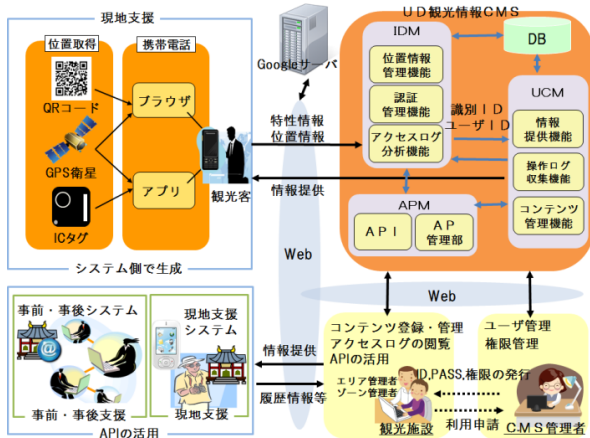 現地支援
位置取得
携帯電話
QRコード
GPS衛星
ICタグ
ブラウザ
アプリ
観光客
システム側で生成
Googleサーバ
特性情報
位置情報
情報提供
Web
UD観光情報CMS
IDM
位置情報
管理機能
認証
管理機能
アクセスログ
分析機能
DB
識別ID
ユーザID
UCM
情報
提供機能
操作ログ
収集機能
コンテンツ
管理機能
APM
API
AP
管理部
Web
事前・事後システム
事前・事後支援
現地支援
システム
現地支援
APIの活用
情報提供
履歴情報等
コンテンツ登録・管理
アクセスログの閲覧
APIの活用
エリア管理者
ゾーン管理者
観光施設
ユーザ管理
権限管理
ID,PASS,権限の発行
利用申請
CMS管理者